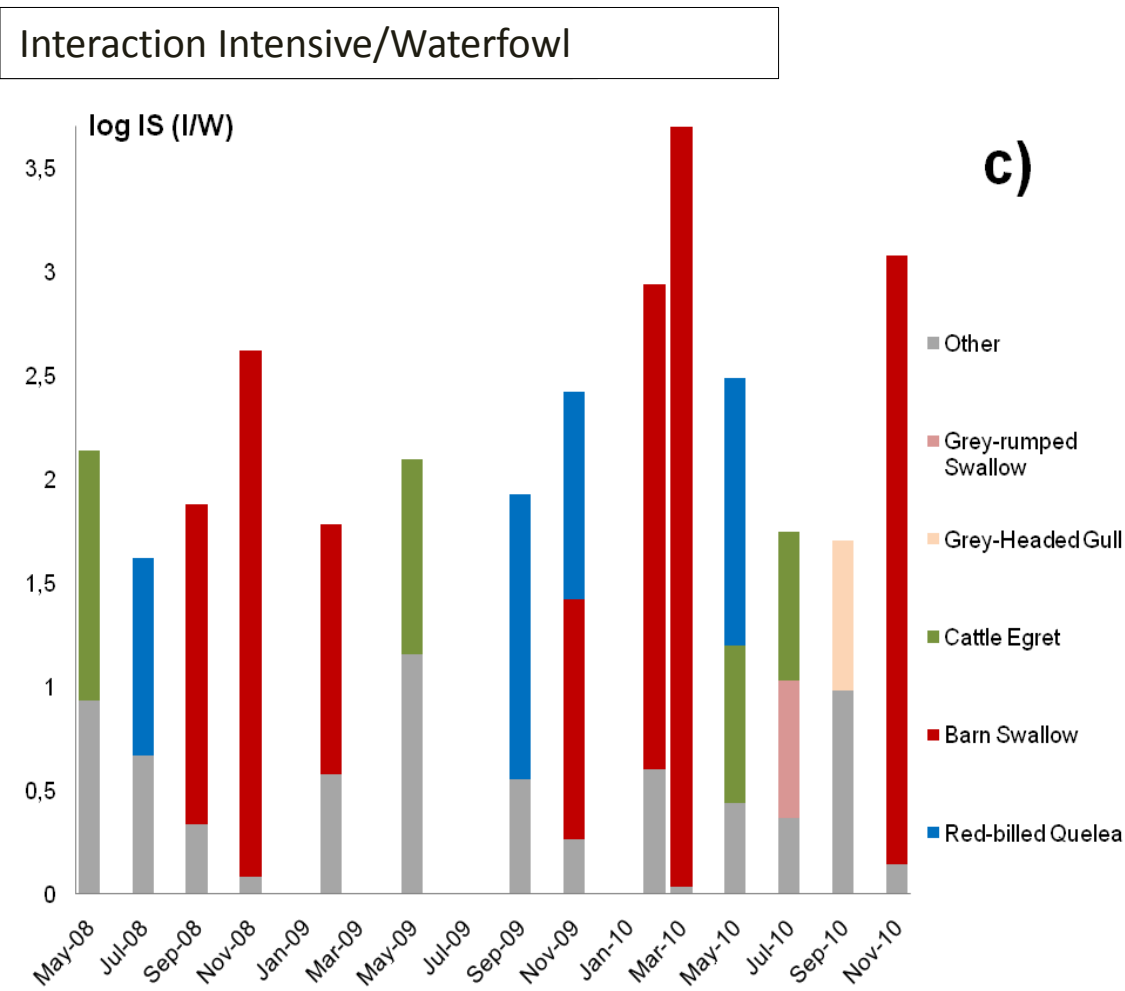 Interaction Intensive/Waterfowl
log IS (I/W)
c)
3,5
3
2,5
2
1,5
1
0,5
0
Other
Grey-rumped
Swallow
Grey-Headed Gull
Cattle Egret
Barn Swallow
Red-billed Quelea
May-08
Jul-08
Sep-08
Nov-08
Jan-09
Mar-09
May-09
Jul-09
Sep-09
Nov-09
Jan-10
Mar-10
May-10
Jul-10
Sep-10
Nov-10